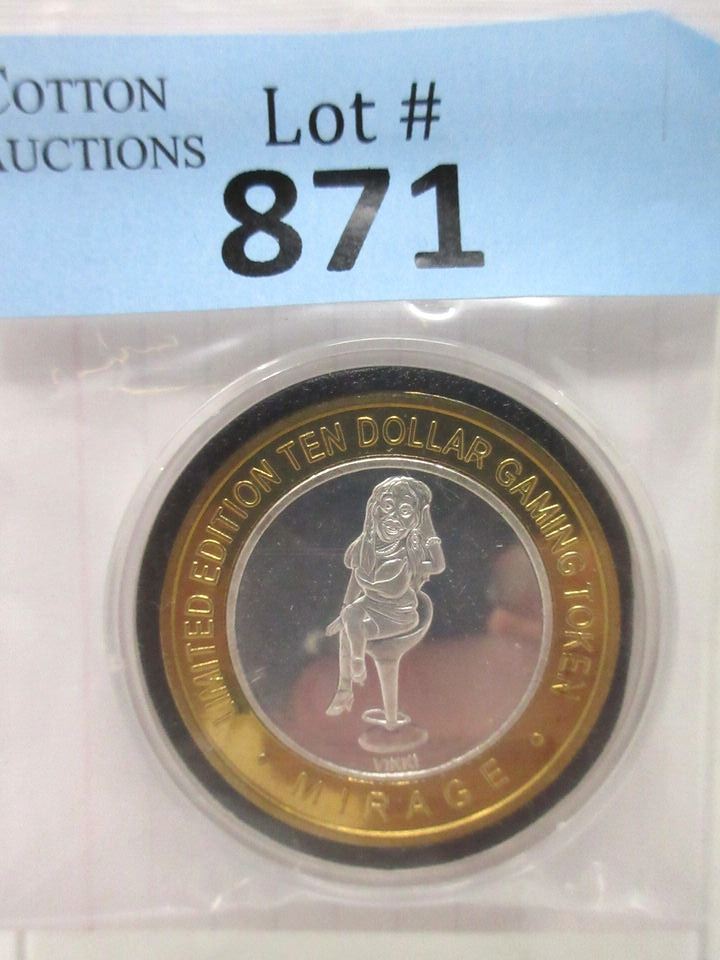 COTTON
AUCTIONS
Lot #
871
LIMITED EDITION TEN DOLLAR GAMING TOKEN
VIKKI
• MIRAGE •